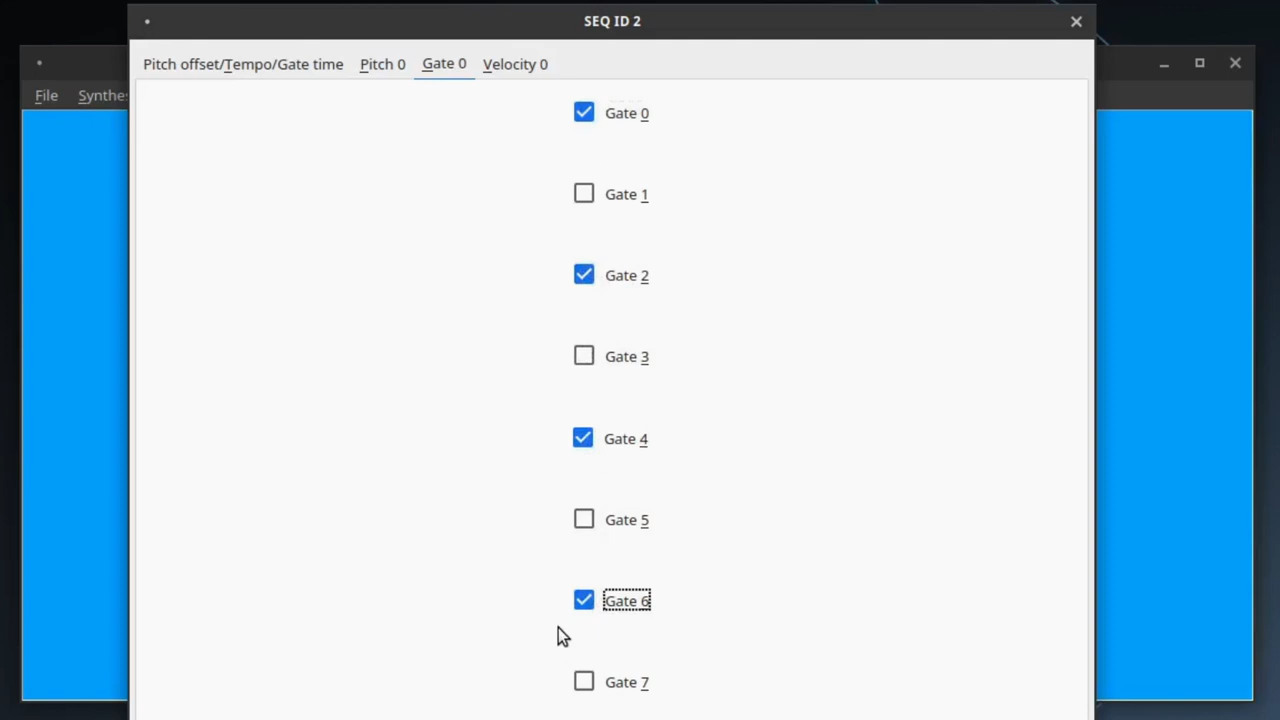 SEQ ID 2
Pitch offset/Tempo/Gate time Pitch 0 Gate 0 Velocity 0
File
Gate 0
Gate 1
Gate 2
Gate 3
Gate 4
Gate 5
Gate 6
Gate 7